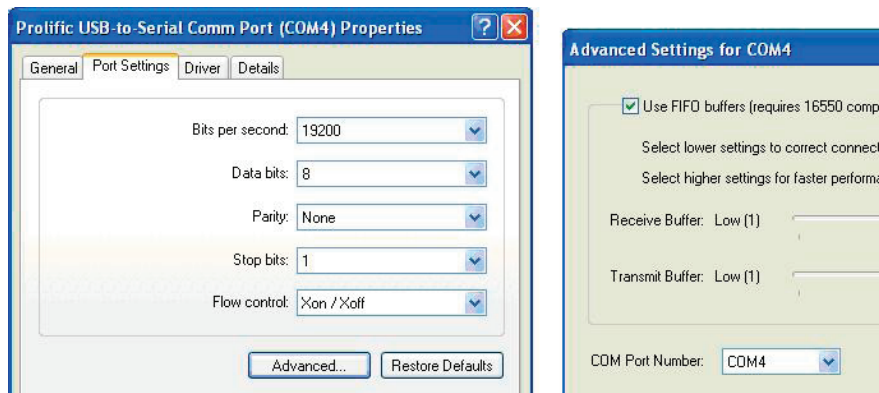 Prolific USB-to-Serial Comm Port (COM4) Properties
General Port Settings Driver Details
Bits per second: 19200
Data bits: 8
Parity: None
Stop bits: 1
Flow control: Xon / Xoff
Advanced... Restore Defaults
Advanced Settings for COM4
Use FIFO buffers (requires 16550 comp
Select lower settings to correct connect
Select higher settings for faster performa
Receive Buffer: Low (1)
Transmit Buffer: Low (1)
COM Port Number: COM4